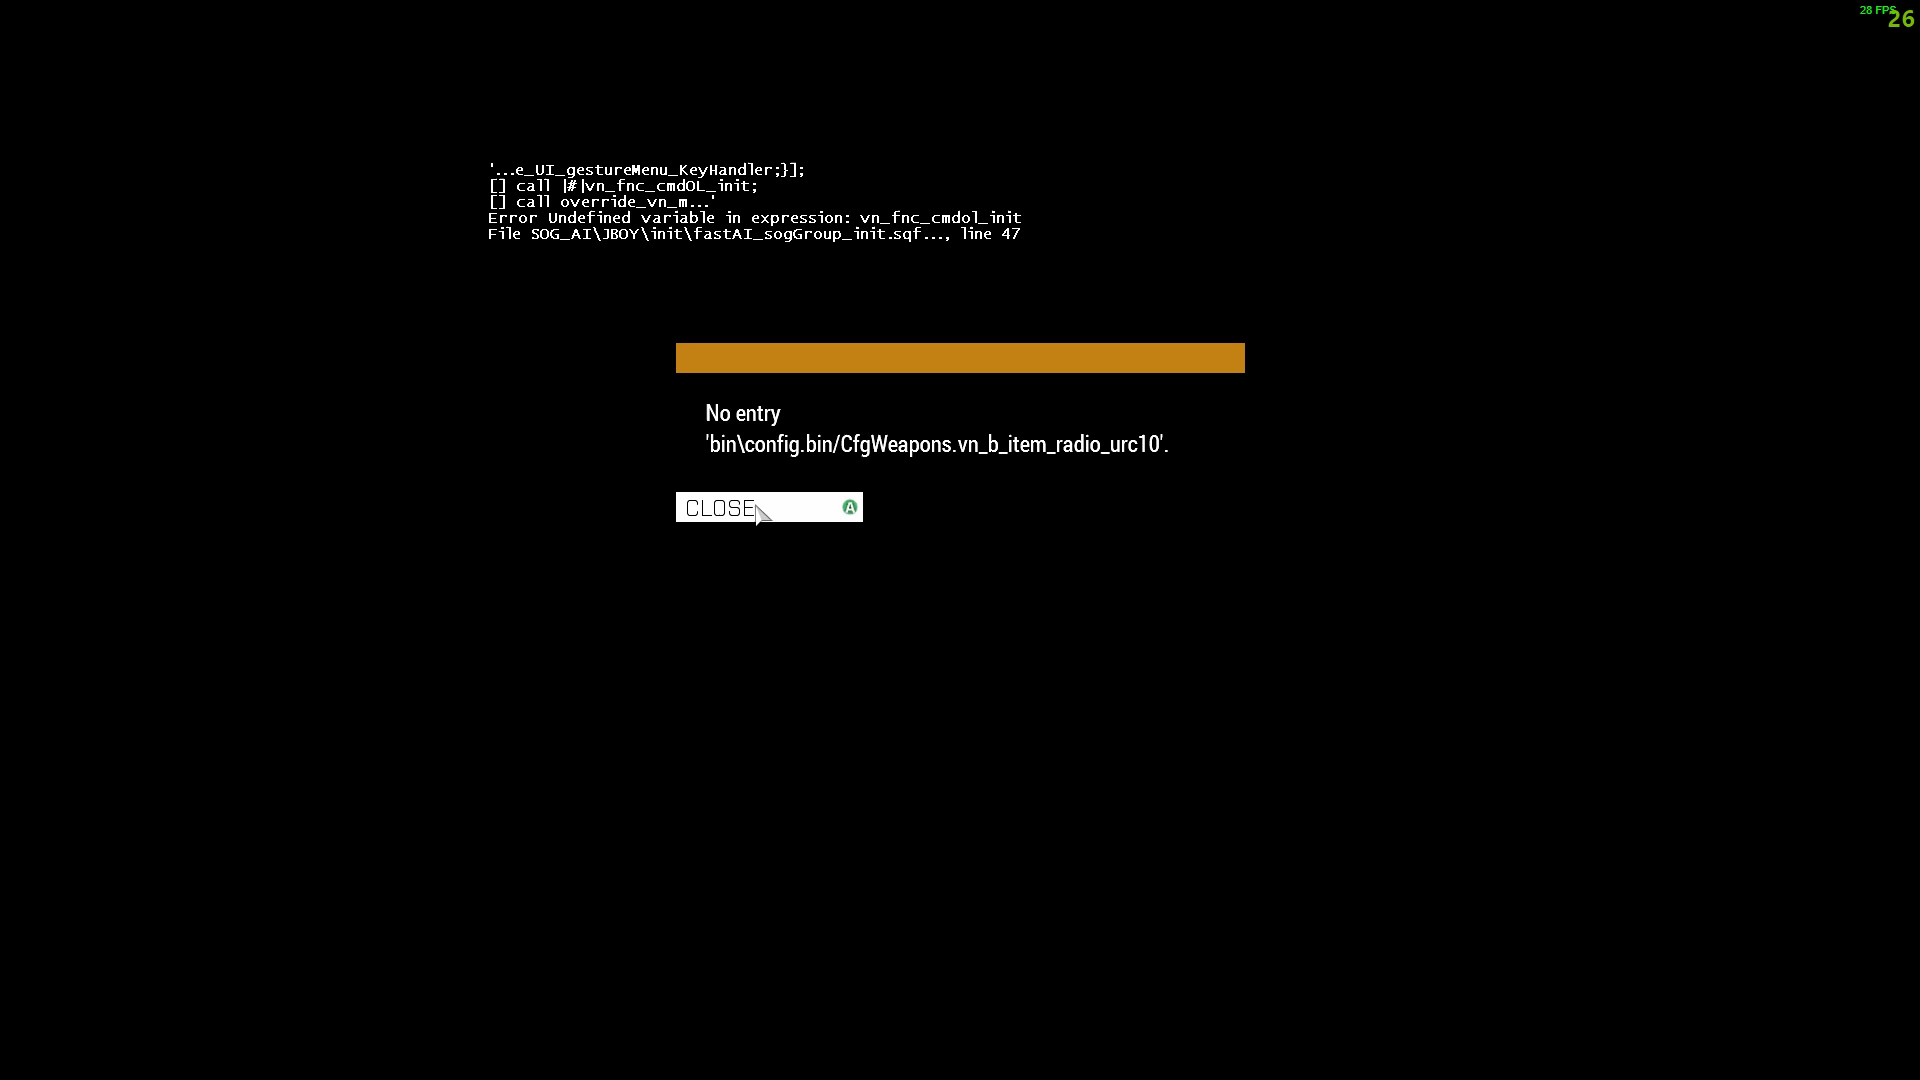 28 FPS
26
'...e_UI_gestureMenu_KeyHandler;}];
[] call |#|vn_fnc_cmdOL_init;
[] call override_vn_m...'
Error Undefined variable in expression: vn_fnc_cmdol_init
File SOG_AI\JBOY\init\fastAI_sogGroup_init.sqf..., line 47
No entry
'bin\config.bin/CfgWeapons.vn_b_item_radio_urc10'.
CLOSE A